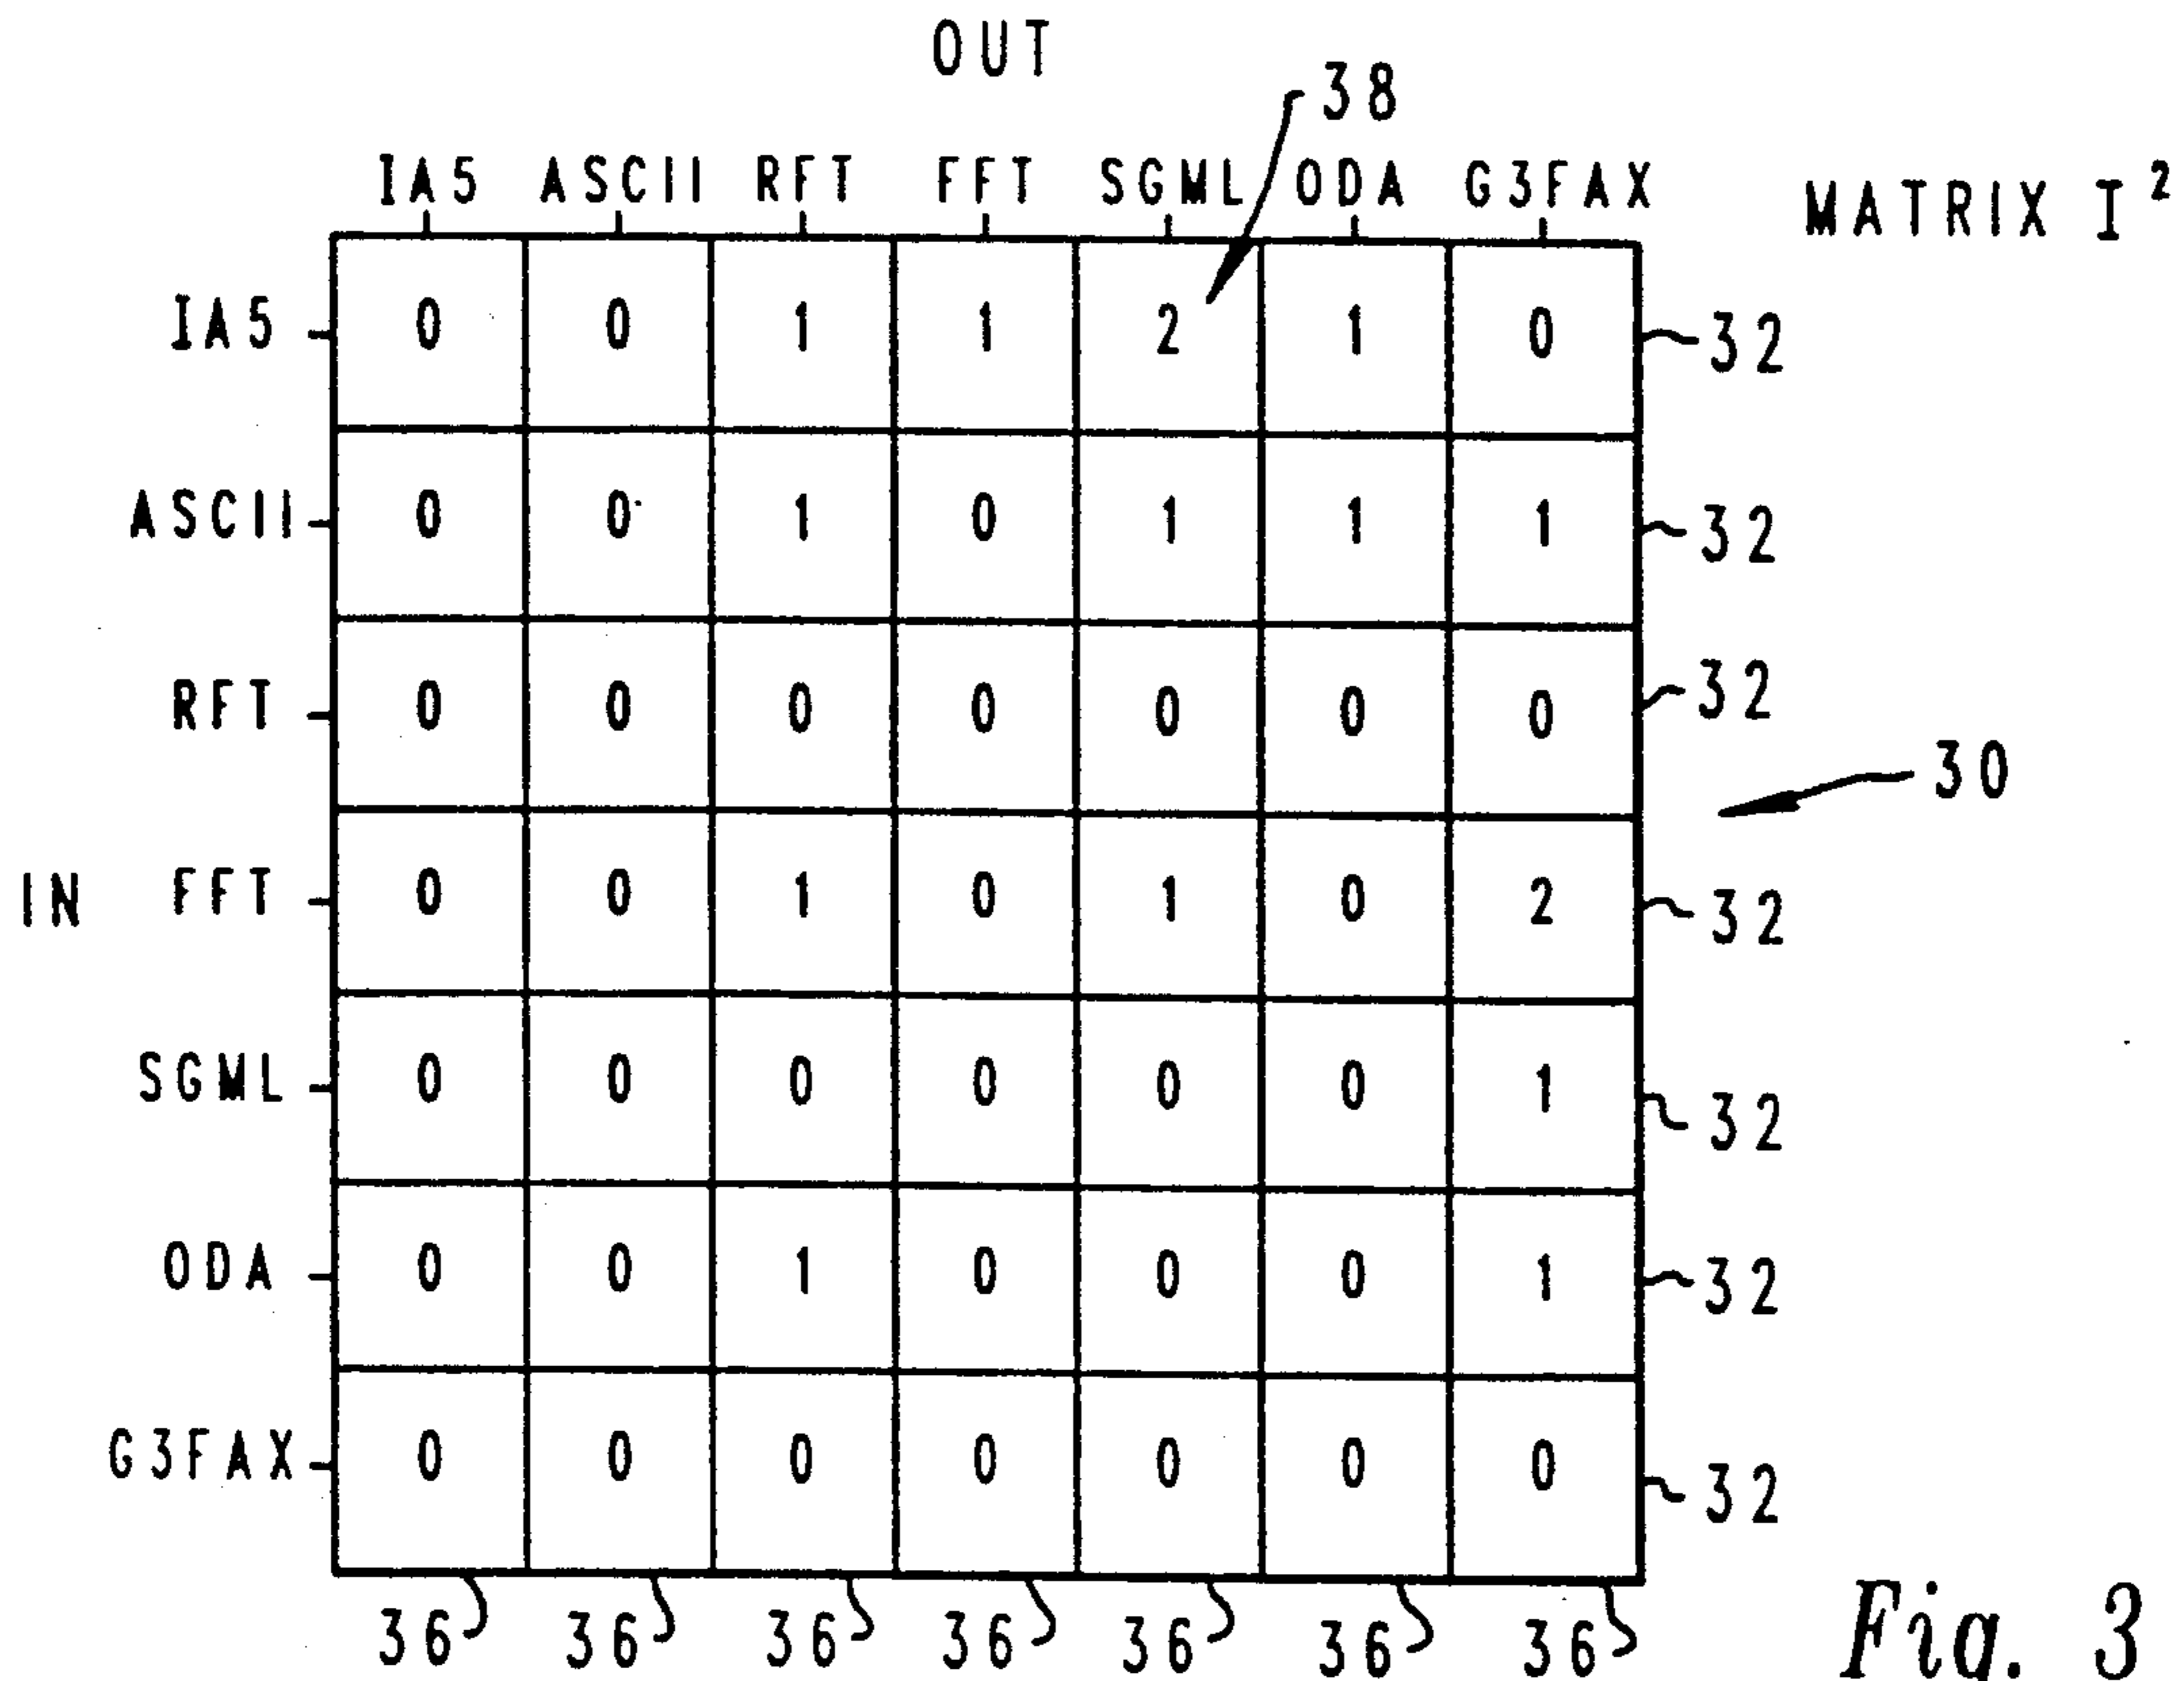 OUT
38
IA5 ASCII RFT FFT SGML ODA G3FAX
MATRIX I²
IA5 0 0 1 1 2 1 0 32
ASCII 0 0 1 0 1 1 1 32
RFT 0 0 0 0 0 0 0 32
30
IN FFT 0 0 1 0 1 0 2 32
SGML 0 0 0 0 0 0 1 32
ODA 0 0 1 0 0 0 1 32
G3FAX 0 0 0 0 0 0 0 32
36 36 36 36 36 36 36
Fig. 3